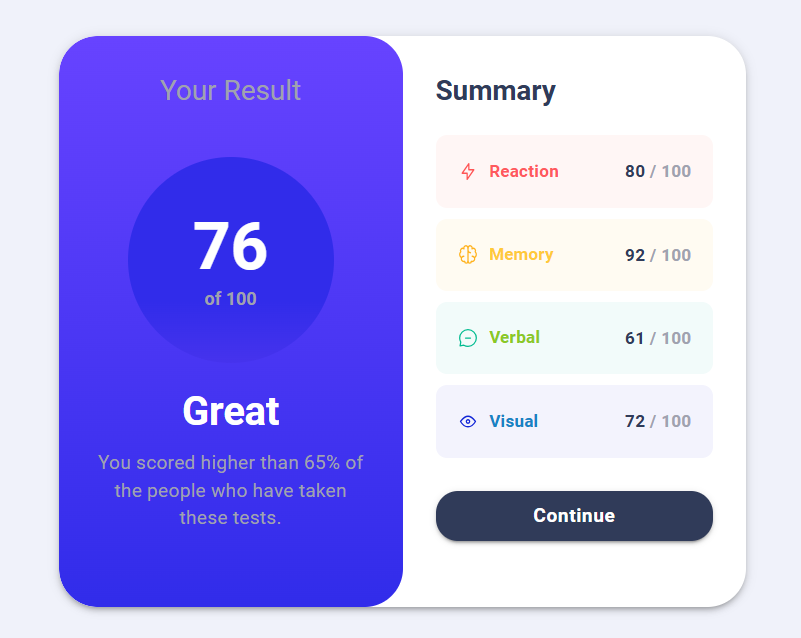 Your Result
76
of 100
Great
You scored higher than 65% of
the people who have taken
these tests.
Summary
Reaction 80 / 100
Memory 92 / 100
Verbal 61 / 100
Visual 72 / 100
Continue